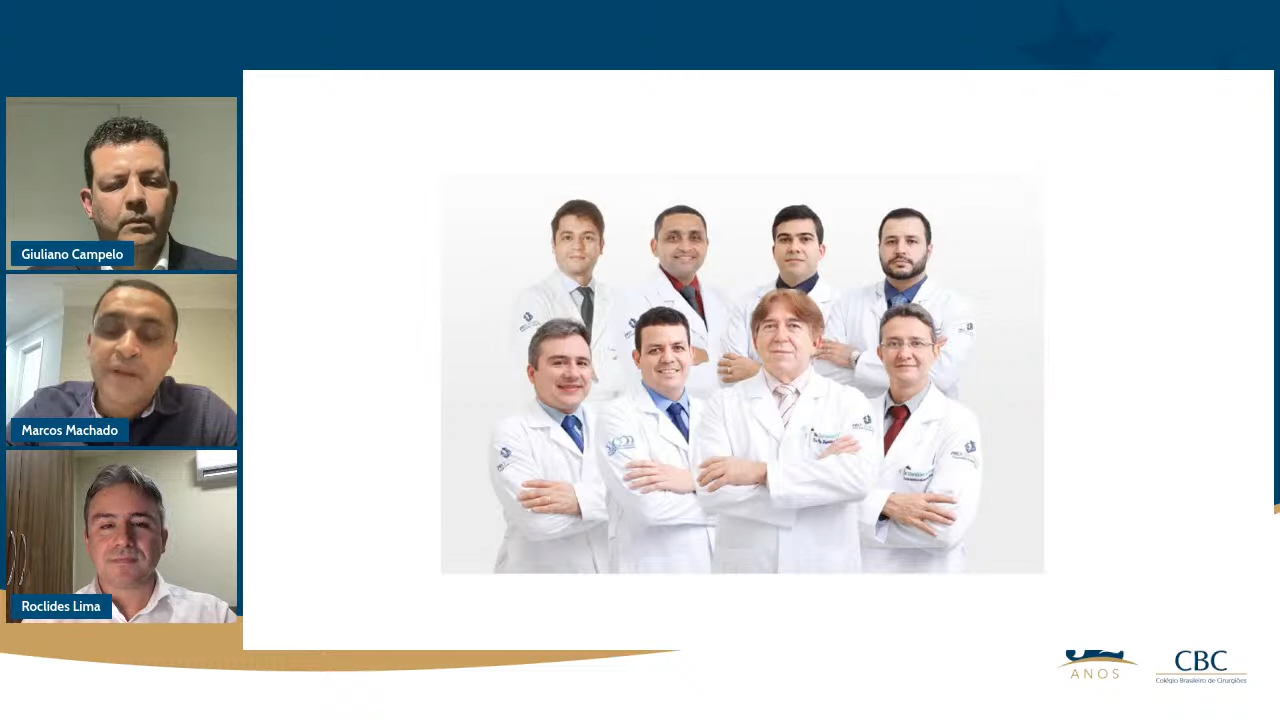 Giuliano Campelo
Marcos Machado
Roclides Lima
ANOS
CBC
Colégio Brasileiro de Cirurgiões